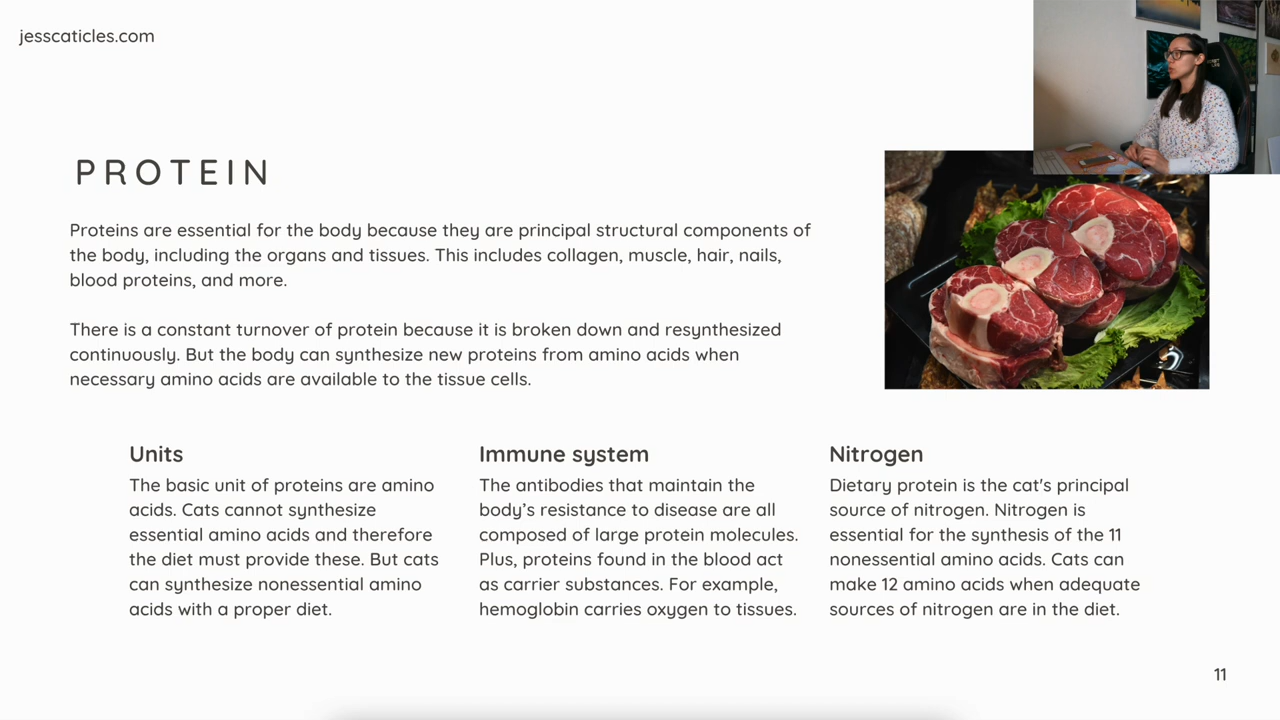 jesscaticles.com
PROTEIN
Proteins are essential for the body because they are principal structural components of
the body, including the organs and tissues. This includes collagen, muscle, hair, nails,
blood proteins, and more.
There is a constant turnover of protein because it is broken down and resynthesized
continuously. But the body can synthesize new proteins from amino acids when
necessary amino acids are available to the tissue cells.
Units
The basic unit of proteins are amino
acids. Cats cannot synthesize
essential amino acids and therefore
the diet must provide these. But cats
can synthesize nonessential amino
acids with a proper diet.
Immune system
The antibodies that maintain the
body’s resistance to disease are all
composed of large protein molecules.
Plus, proteins found in the blood act
as carrier substances. For example,
hemoglobin carries oxygen to tissues.
Nitrogen
Dietary protein is the cat's principal
source of nitrogen. Nitrogen is
essential for the synthesis of the 11
nonessential amino acids. Cats can
make 12 amino acids when adequate
sources of nitrogen are in the diet.
11